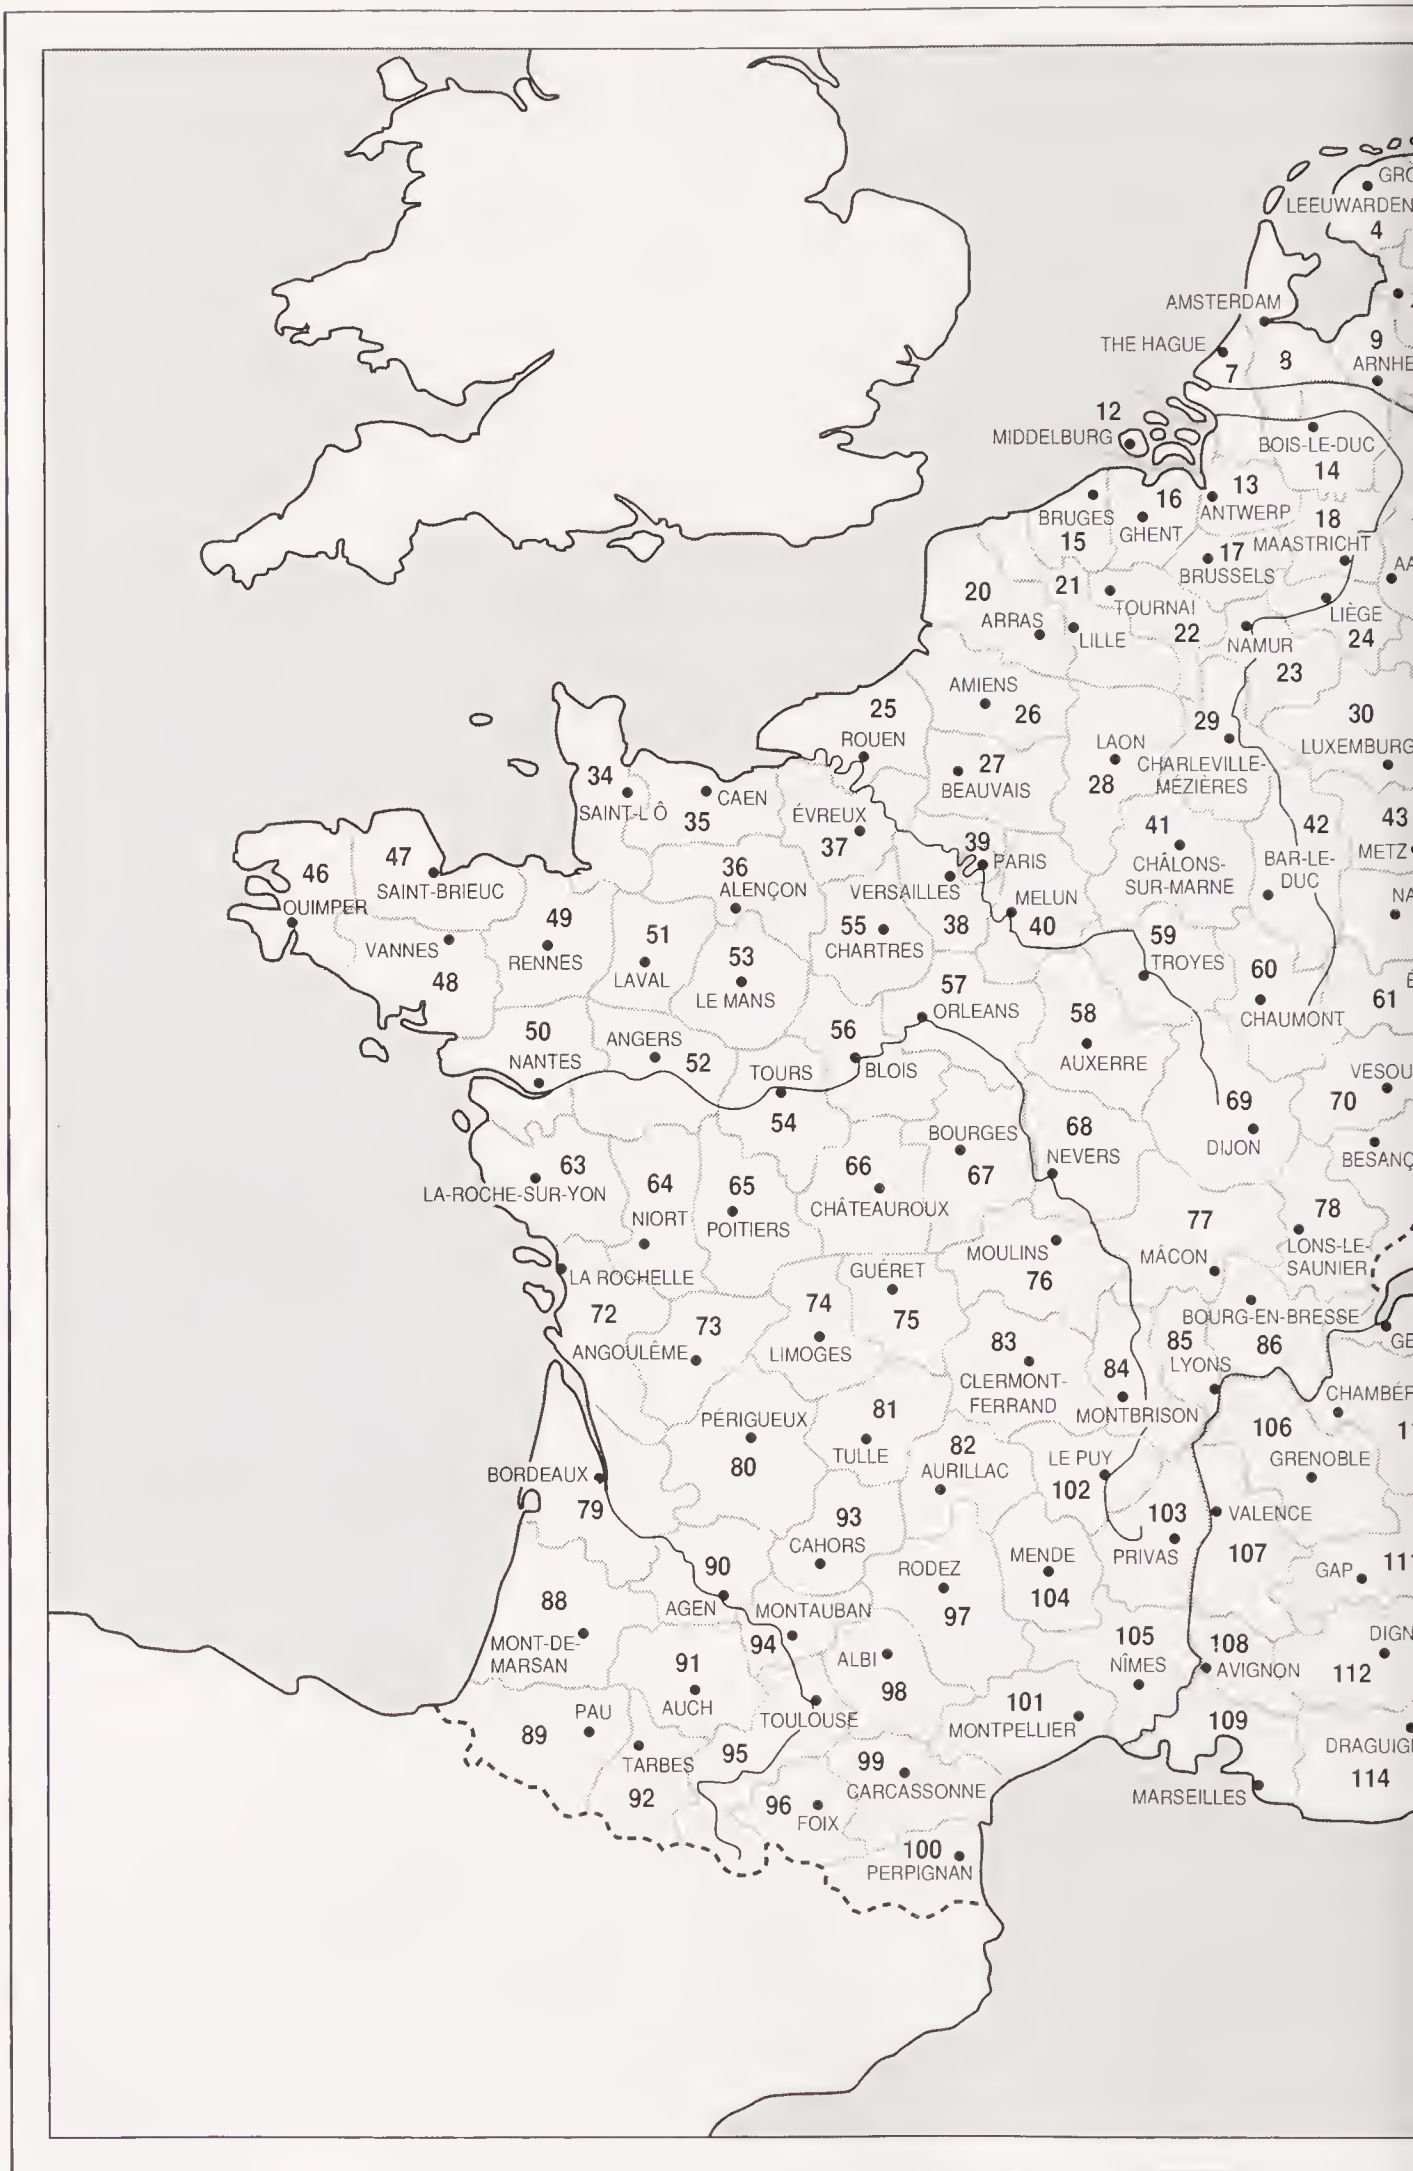 GRO
LEEUWARDEN
4
AMSTERDAM
THE HAGUE
7
8
9
ARNHE
12
MIDDELBURG
BOIS-LE-DUC
14
BRUGES
15
16
GHENT
13
ANTWERP
18
MAASTRICHT
17
BRUSSELS
AA
20
ARRAS
21
TOURNAI
LILLE
22
NAMUR
23
LIÈGE
24
25
ROUEN
AMIENS
26
27
BEAUVAIS
LAON
28
29
CHARLEVILLE-
MÉZIÈRES
30
LUXEMBURG
34
SAINT-LÔ
CAEN
35
ÉVREUX
37
39
PARIS
41
CHÂLONS-
SUR-MARNE
42
BAR-LE-
DUC
43
METZ
NA
46
QUIMPER
47
SAINT-BRIEUC
36
ALENÇON
VERSAILLES
38
MELUN
40
VANNES
48
49
RENNES
51
LAVAL
53
LE MANS
55
CHARTRES
57
ORLEANS
59
TROYES
60
CHAUMONT
61
50
NANTES
ANGERS
52
TOURS
54
56
BLOIS
58
AUXERRE
69
DIJON
VESOU
70
BESANÇ
63
LA-ROCHE-SUR-YON
64
NIORT
65
POITIERS
66
CHÂTEAUROUX
BOURGES
67
68
NEVERS
77
MÂCON
78
LONS-LE-
SAUNIER
LA ROCHELLE
72
ANGOULÊME
73
74
LIMOGES
GUÉRET
75
MOULINS
76
83
CLERMONT-
FERRAND
84
MONTBRISON
85
LYONS
BOURG-EN-BRESSE
86
GE
CHAMBÉR
11
PÉRIGUEUX
80
81
TULLE
82
AURILLAC
LE PUY
102
106
GRENOBLE
BORDEAUX
79
93
CAHORS
RODEZ
97
MENDE
104
103
PRIVAS
VALENCE
107
GAP
111
88
MONT-DE-
MARSAN
90
AGEN
MONTAUBAN
94
ALBI
98
105
NÎMES
108
AVIGNON
DIGN
112
91
AUCH
TOULOUSE
101
MONTPELLIER
109
MARSEILLES
DRAGUIG
114
89
PAU
TARBES
92
95
96
FOIX
99
CARCASSONNE
100
PERPIGNAN